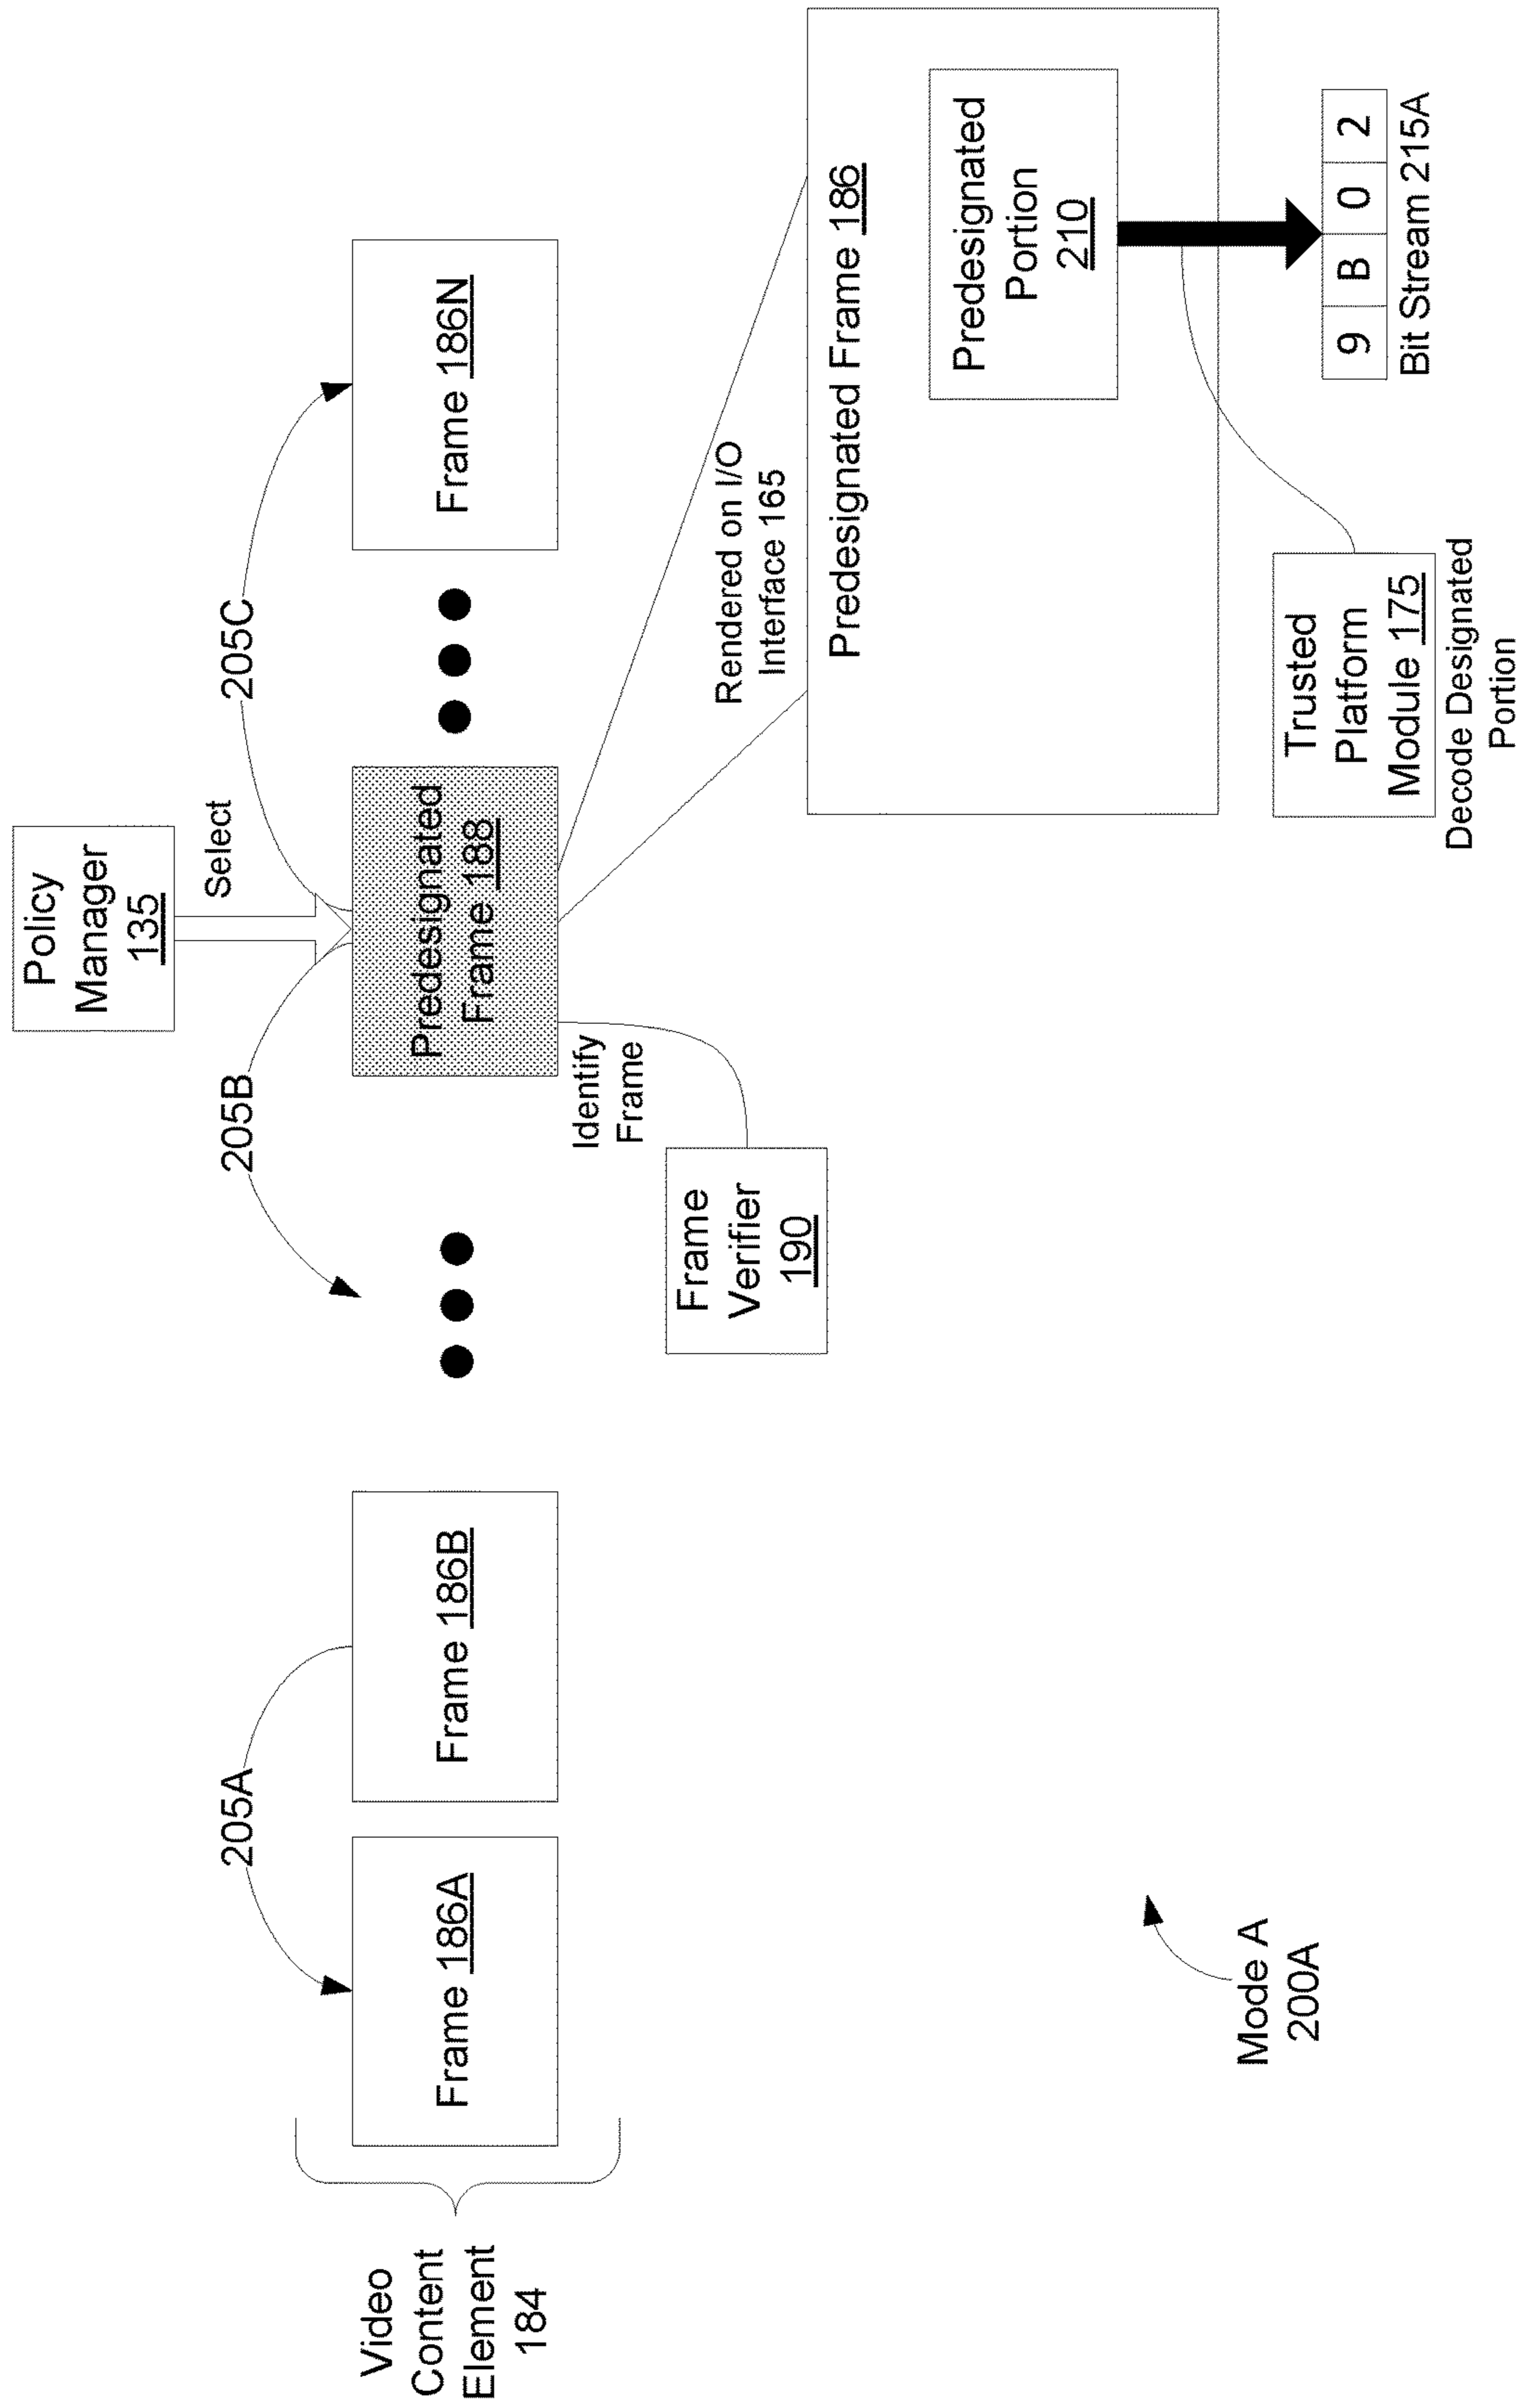 Policy
Manager
135
Select
205A
205B
205C
Video
Content
Element
184
Frame 186A
Frame 186B
Predesignated
Frame 188
Frame 186N
Identify
Frame
Frame
Verifier
190
Rendered on I/O
Interface 165
Predesignated Frame 186
Predesignated
Portion
210
Trusted
Platform
Module 175
Decode Designated
Portion
9 B 0 2
Bit Stream 215A
Mode A
200A